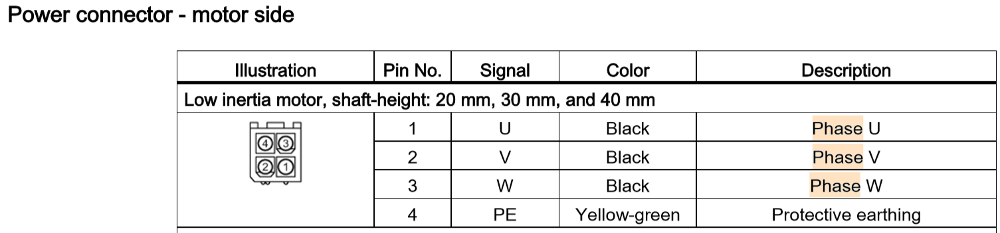 Power connector - motor side
Illustration Pin No. Signal Color Description
Low inertia motor, shaft-height: 20 mm, 30 mm, and 40 mm
4 3
2 1
1 U Black Phase U
2 V Black Phase V
3 W Black Phase W
4 PE Yellow-green Protective earthing